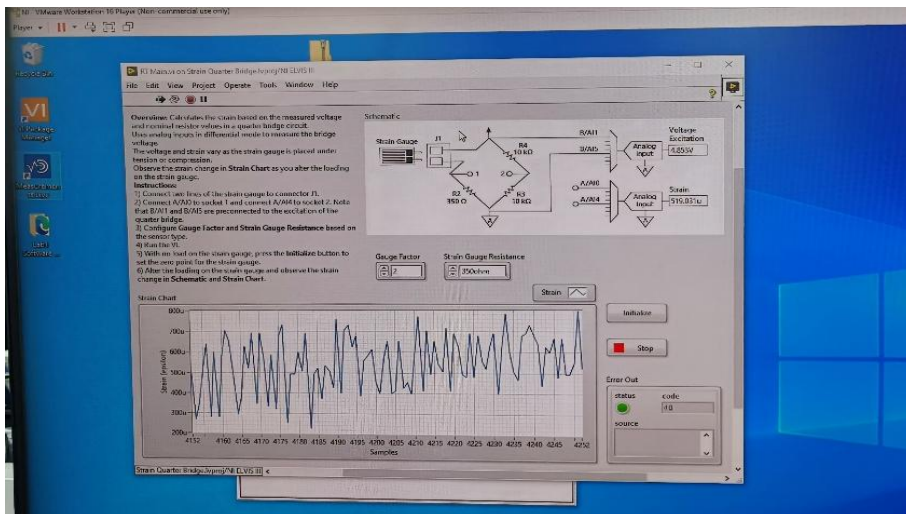 VMware Workstation 16 Player (Non-commercial use only)
Player
Recycle Bin
RT Main.vi on Strain Quarter Bridge.lvproj/NI ELVIS III
File Edit View Project Operate Tools Window Help
Overview: Calculates the strain based on the measured voltage
and nominal resistor values in a quarter bridge circuit.
Uses analog inputs in differential mode to measure the bridge
voltage.
The voltage and strain vary as the strain gauge is placed under
tension or compression.
Observe the strain change in Strain Chart as you alter the loading
on the strain gauge.
Instructions:
1) Connect two lines of the strain gauge to connector J1.
2) Connect A/AI0 to socket 1 and connect A/AI4 to socket 2. Note
that B/AI1 and B/AI5 are preconnected to the excitation of the
quarter bridge.
3) Configure Gauge Factor and Strain Gauge Resistance based on
the sensor type.
4) Run the VI.
5) With no load on the strain gauge, press the Initialize button to
set the zero point for the strain gauge.
6) Alter the loading on the strain gauge and observe the strain
change in Schematic and Strain Chart.
Schematic
Strain Gauge
J1
R4
10 kΩ
1
2
R2
350 Ω
R3
10 kΩ
A
B/AI1
B/AI5
Analog
Input
A
Voltage
Excitation
4.853V
A/AI0
A/AI4
Analog
Input
A
Strain
519.031u
Gauge Factor
2
Strain Gauge Resistance
350ohm
Strain
Strain Chart
Strain (epsilon)
800u
700u
600u
500u
400u
300u
200u
4152 4160 4165 4170 4175 4180 4185 4190 4195 4200 4205 4210 4215 4220 4225 4230 4235 4240 4245 4252
Samples
Initialize
Stop
Error Out
status
code
source
Strain Quarter Bridge.lvproj/NI ELVIS III